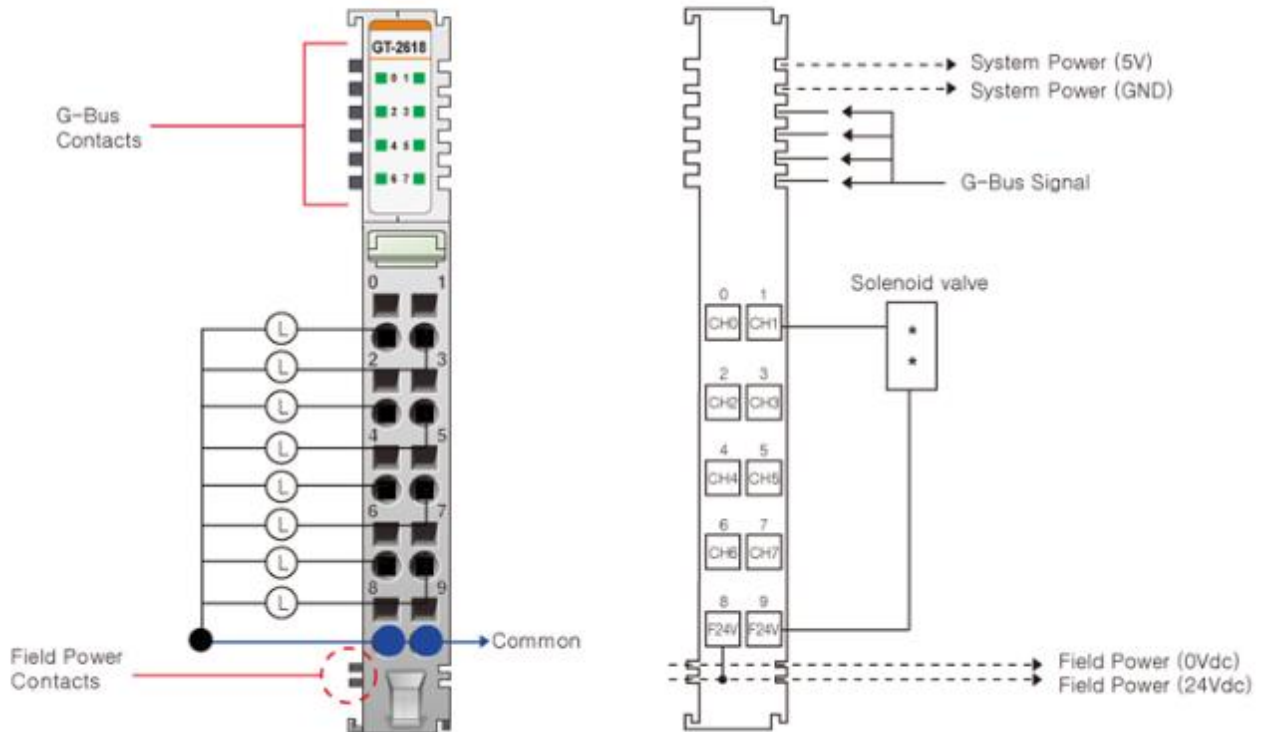 GT-2618
0 1
2 3
4 5
6 7
G-Bus
Contacts
0 1
2 3
4 5
6 7
8 9
L
L
L
L
L
L
L
L
Common
Field Power
Contacts
System Power (5V)
System Power (GND)
G-Bus Signal
Solenoid valve
*
*
0 1
CH0 CH1
2 3
CH2 CH3
4 5
CH4 CH5
6 7
CH6 CH7
8 9
F24V F24V
Field Power (0Vdc)
Field Power (24Vdc)